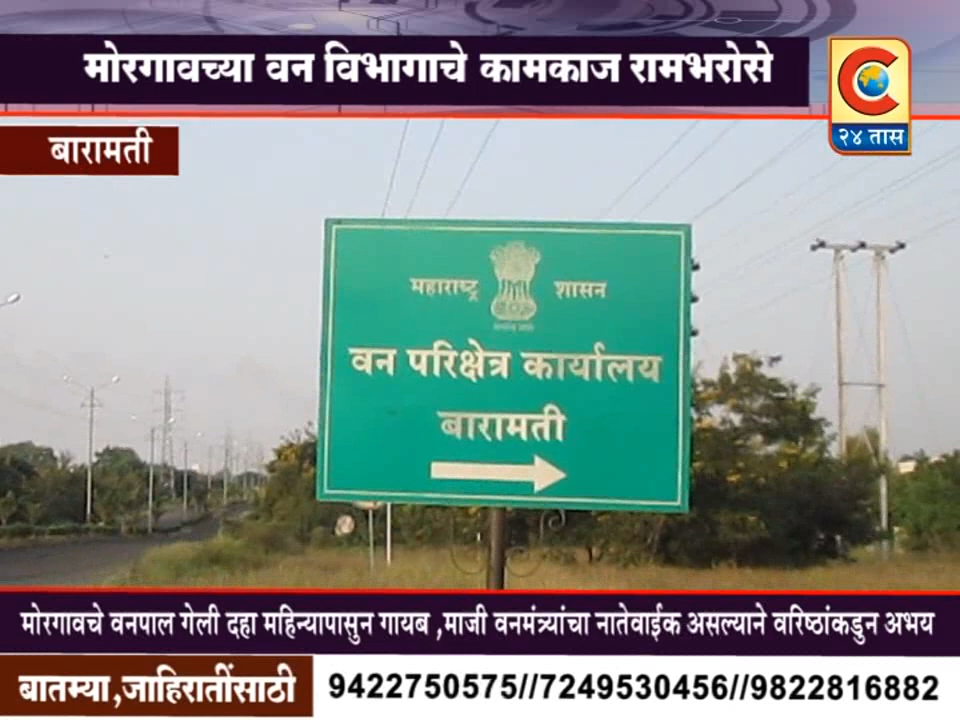 मोरगावच्या वन विभागाचे कामकाज रामभरोसे
C
२४ तास
बारामती
महाराष्ट्र शासन
वन परिक्षेत्र कार्यालय
बारामती
मोरगावचे वनपाल गेली दहा महिन्यापासुन गायब ,माजी वनमंत्र्यांचा नातेवाईक असल्याने वरिष्ठांकडुन अभय
बातम्या,जाहिरातींसाठी
9422750575//7249530456//9822816882